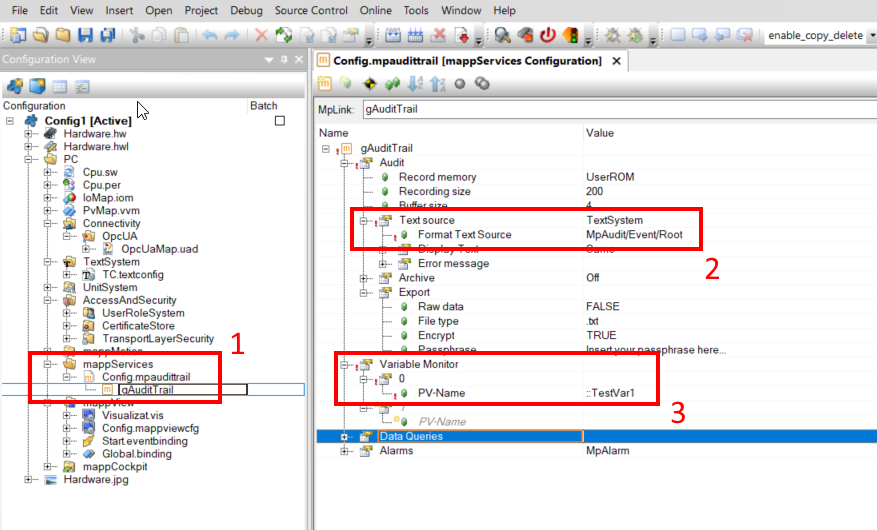 File Edit View Insert Open Project Debug Source Control Online Tools Window Help
enable_copy_delete
Configuration View
Configuration Batch
Config1 [Active]
Hardware.hw
Hardware.hwl
PC
Cpu.sw
Cpu.per
IoMap.iom
PvMap.vvm
Connectivity
OpcUA
OpcUaMap.uad
TextSystem
TC.textconfig
UnitSystem
AccessAndSecurity
UserRoleSystem
CertificateStore
TransportLayerSecurity
mappMotion
mappServices
Config.mpaudittrail
gAuditTrail
mappView
Visualizat.vis
Config.mappviewcfg
Start.eventbinding
Global.binding
mappCockpit
Hardware.jpg
1
Config.mpaudittrail [mappServices Configuration]
MpLink: gAuditTrail
Name Value
gAuditTrail
Audit
Record memory UserROM
Recording size 200
Buffer size 4
Text source TextSystem
Format Text Source MpAudit/Event/Root
Display Text Same
Error message
Archive Off
Export
Raw data FALSE
File type .txt
Encrypt TRUE
Passphrase Insert your passphrase here...
Variable Monitor
0
PV-Name ::TestVar1
PV-Name
Data Queries
Alarms MpAlarm
2
3